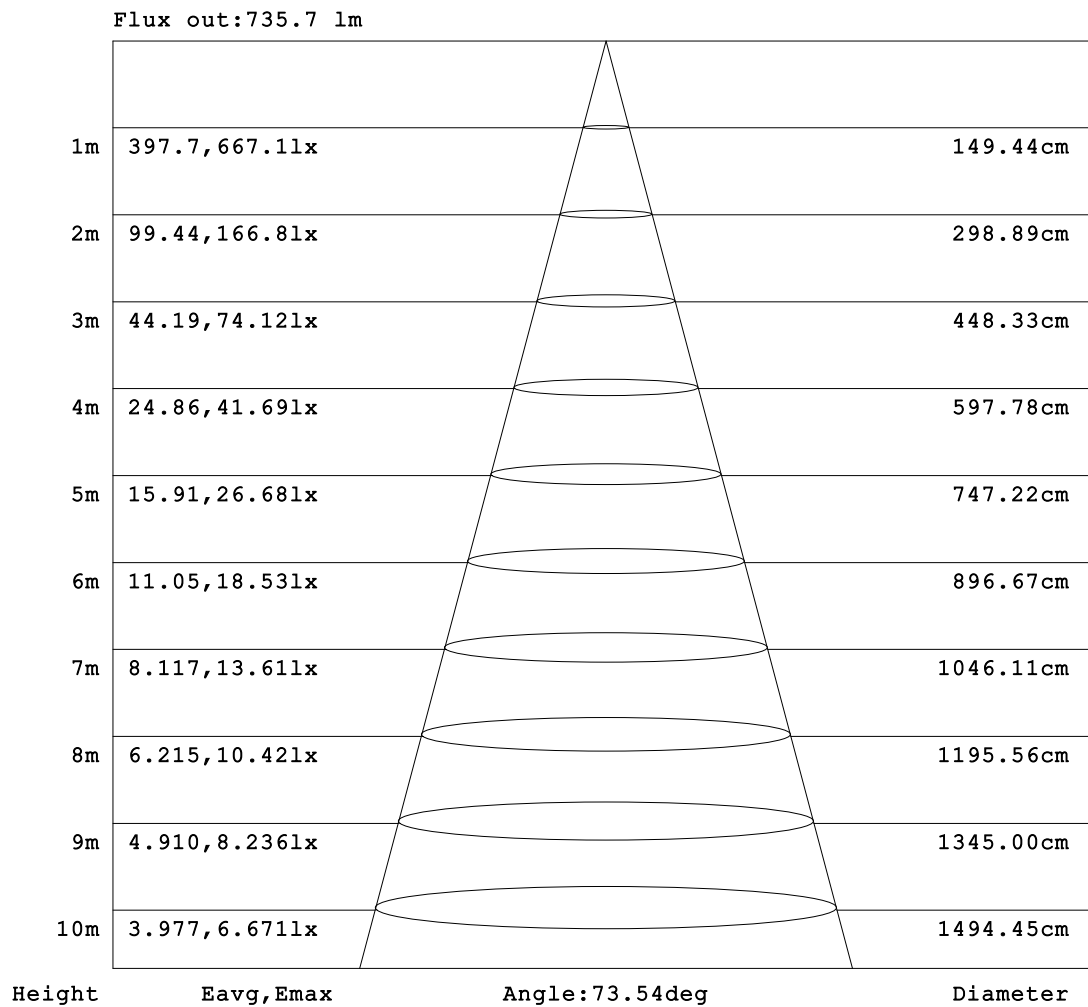 Flux out:735.7 lm
1m 397.7,667.1lx 149.44cm
2m 99.44,166.8lx 298.89cm
3m 44.19,74.12lx 448.33cm
4m 24.86,41.69lx 597.78cm
5m 15.91,26.68lx 747.22cm
6m 11.05,18.53lx 896.67cm
7m 8.117,13.61lx 1046.11cm
8m 6.215,10.42lx 1195.56cm
9m 4.910,8.236lx 1345.00cm
10m 3.977,6.671lx 1494.45cm
Height Eavg,Emax Angle:73.54deg Diameter